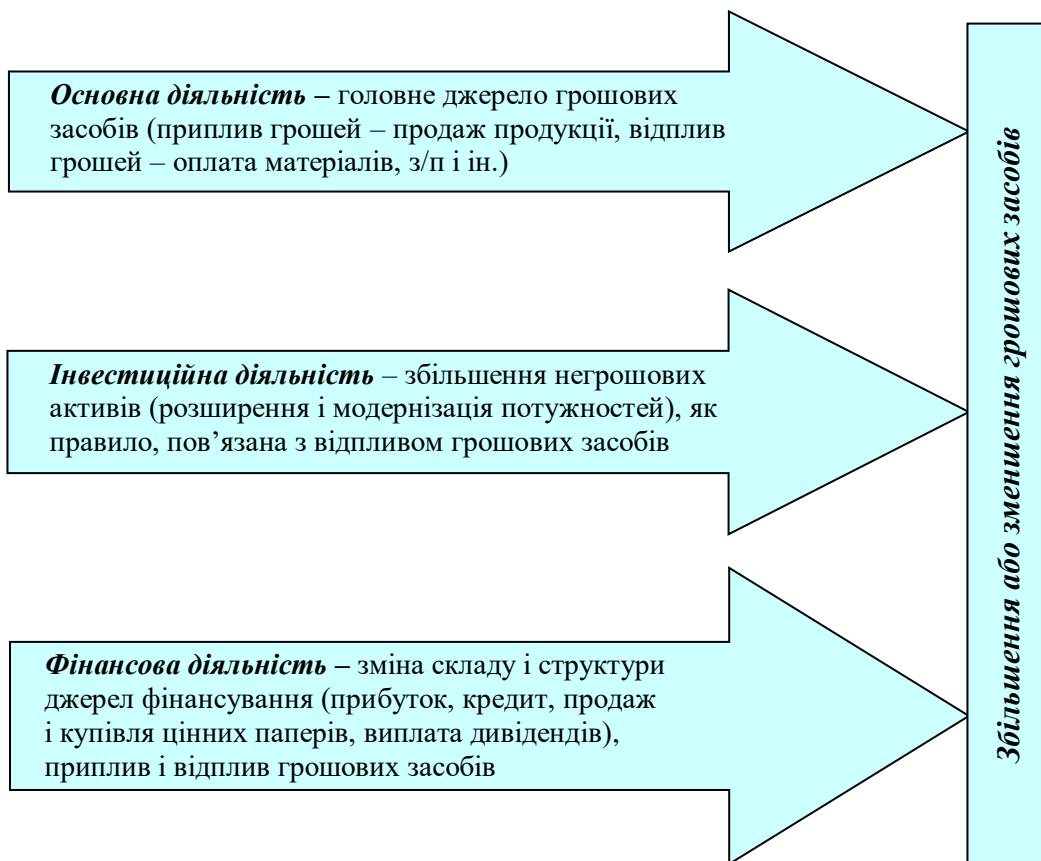 Основна діяльність – головне джерело грошових
засобів (приплив грошей – продаж продукції, відплив
грошей – оплата матеріалів, з/п і ін.)
Інвестиційна діяльність – збільшення негрошових
активів (розширення і модернізація потужностей), як
правило, пов’язана з відпливом грошових засобів
Фінансова діяльність – зміна складу і структури
джерел фінансування (прибуток, кредит, продаж
і купівля цінних паперів, виплата дивідендів),
приплив і відплив грошових засобів
Збільшення або зменшення грошових засобів